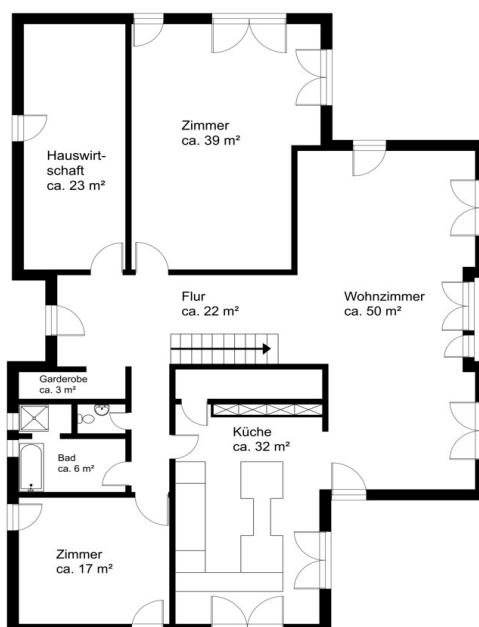 Zimmer
ca. 39 m²
Hauswirt-
schaft
ca. 23 m²
Flur
ca. 22 m²
Wohnzimmer
ca. 50 m²
Garderobe
ca. 3 m²
Küche
ca. 32 m²
Bad
ca. 6 m²
Zimmer
ca. 17 m²